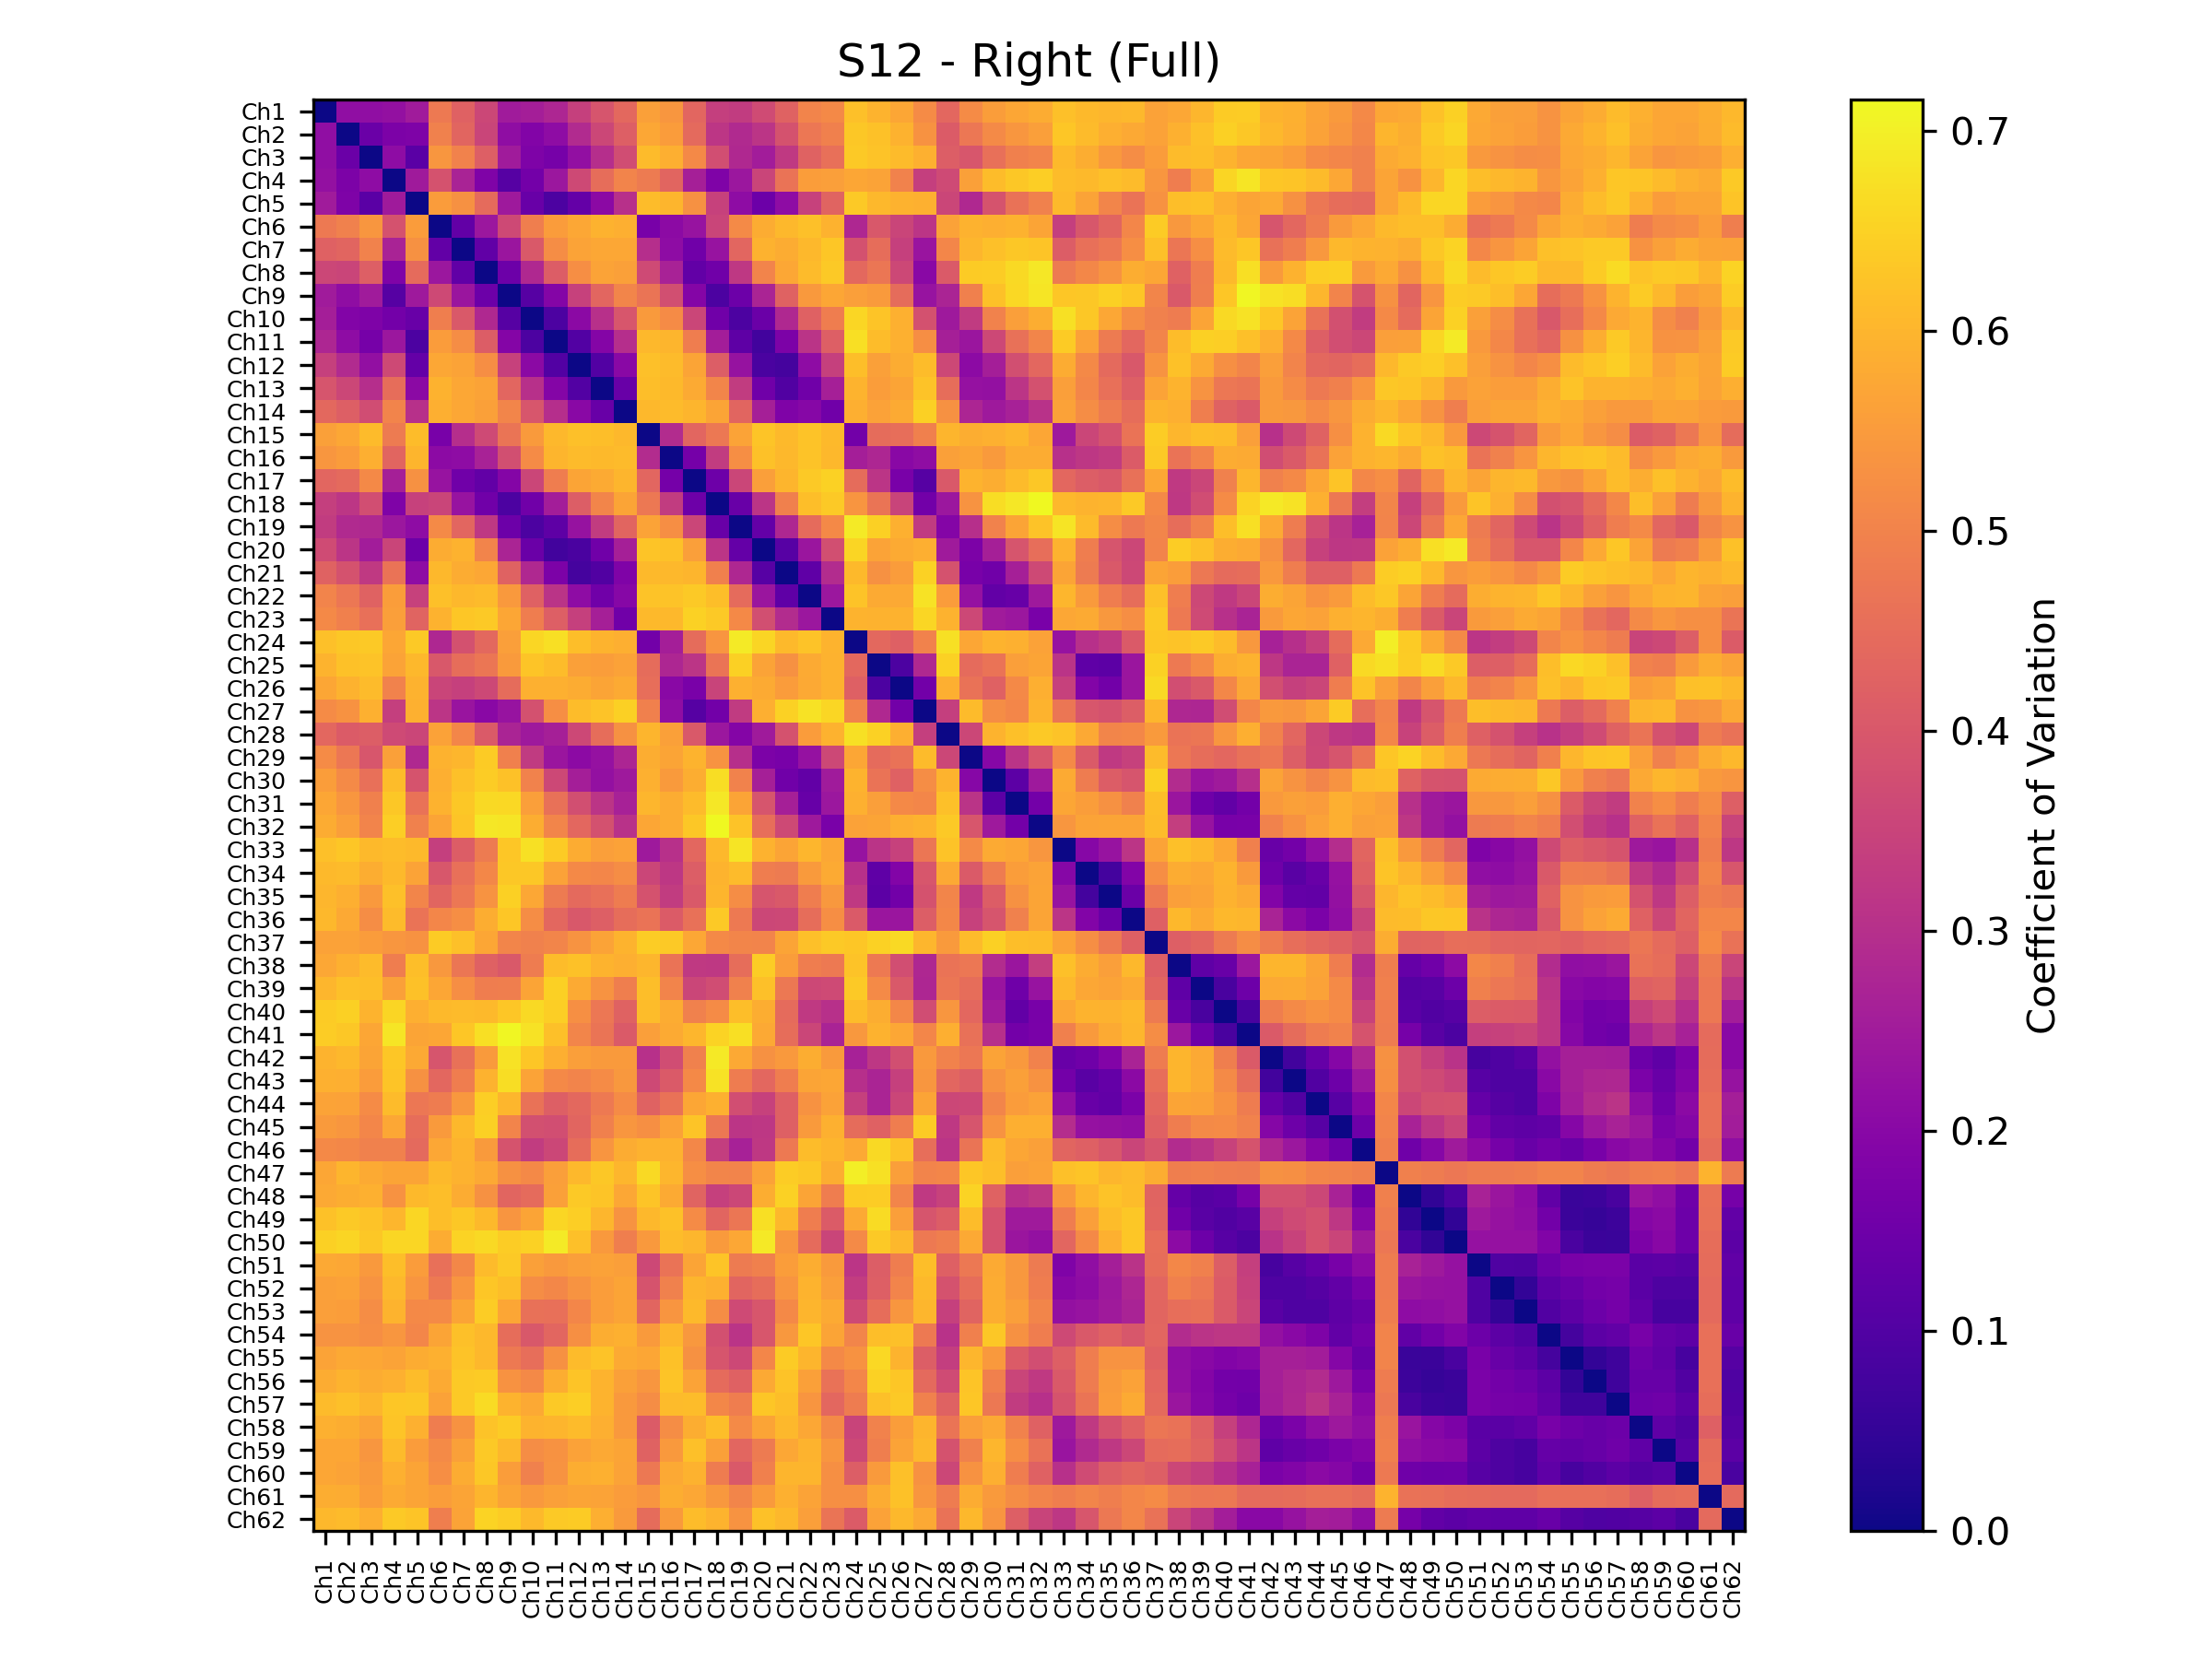 S12 - Right (Full)
Ch1
Ch2
Ch3
Ch4
Ch5
Ch6
Ch7
Ch8
Ch9
Ch10
Ch11
Ch12
Ch13
Ch14
Ch15
Ch16
Ch17
Ch18
Ch19
Ch20
Ch21
Ch22
Ch23
Ch24
Ch25
Ch26
Ch27
Ch28
Ch29
Ch30
Ch31
Ch32
Ch33
Ch34
Ch35
Ch36
Ch37
Ch38
Ch39
Ch40
Ch41
Ch42
Ch43
Ch44
Ch45
Ch46
Ch47
Ch48
Ch49
Ch50
Ch51
Ch52
Ch53
Ch54
Ch55
Ch56
Ch57
Ch58
Ch59
Ch60
Ch61
Ch62
Ch1 Ch2 Ch3 Ch4 Ch5 Ch6 Ch7 Ch8 Ch9 Ch10 Ch11 Ch12 Ch13 Ch14 Ch15 Ch16 Ch17 Ch18 Ch19 Ch20 Ch21 Ch22 Ch23 Ch24 Ch25 Ch26 Ch27 Ch28 Ch29 Ch30 Ch31 Ch32 Ch33 Ch34 Ch35 Ch36 Ch37 Ch38 Ch39 Ch40 Ch41 Ch42 Ch43 Ch44 Ch45 Ch46 Ch47 Ch48 Ch49 Ch50 Ch51 Ch52 Ch53 Ch54 Ch55 Ch56 Ch57 Ch58 Ch59 Ch60 Ch61 Ch62
0.7
0.6
0.5
0.4
0.3
0.2
0.1
0.0
Coefficient of Variation